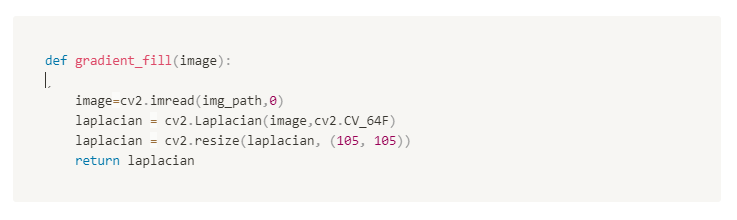 def gradient_fill(image):
    image=cv2.imread(img_path,0)
    laplacian = cv2.Laplacian(image,cv2.CV_64F)
    laplacian = cv2.resize(laplacian, (105, 105))
    return laplacian